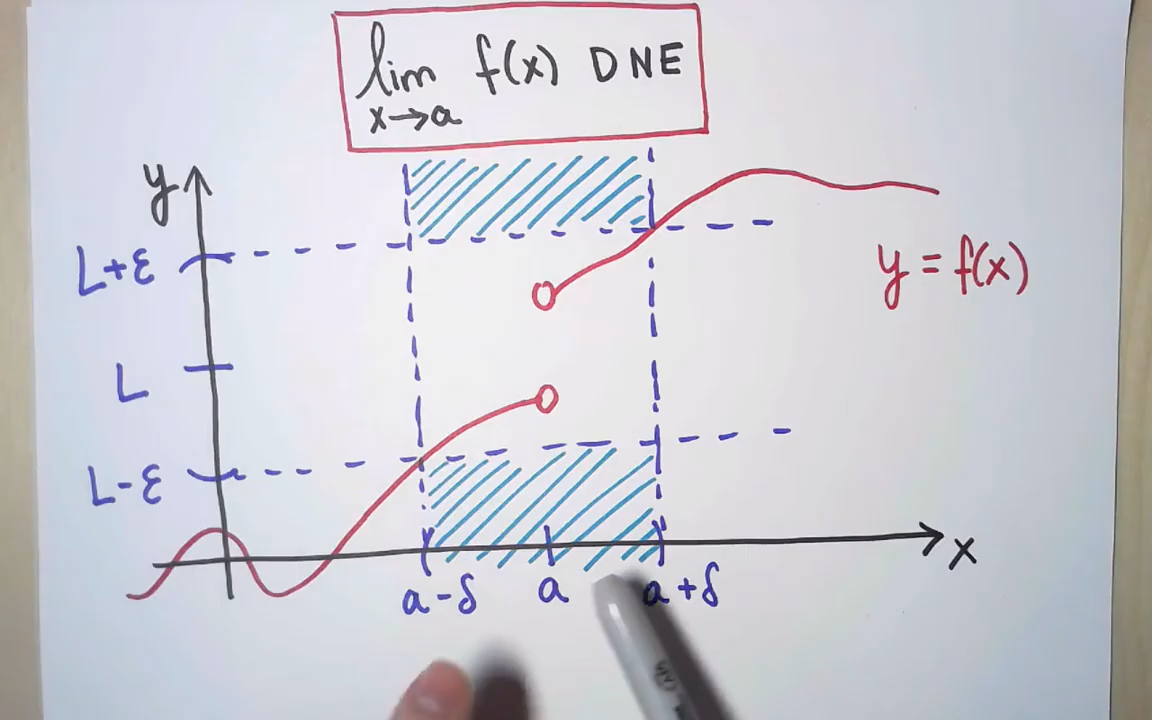 lim f(x) DNE
x→a
y
L+ε
y = f(x)
L
L-ε
x
a-δ a a+δ